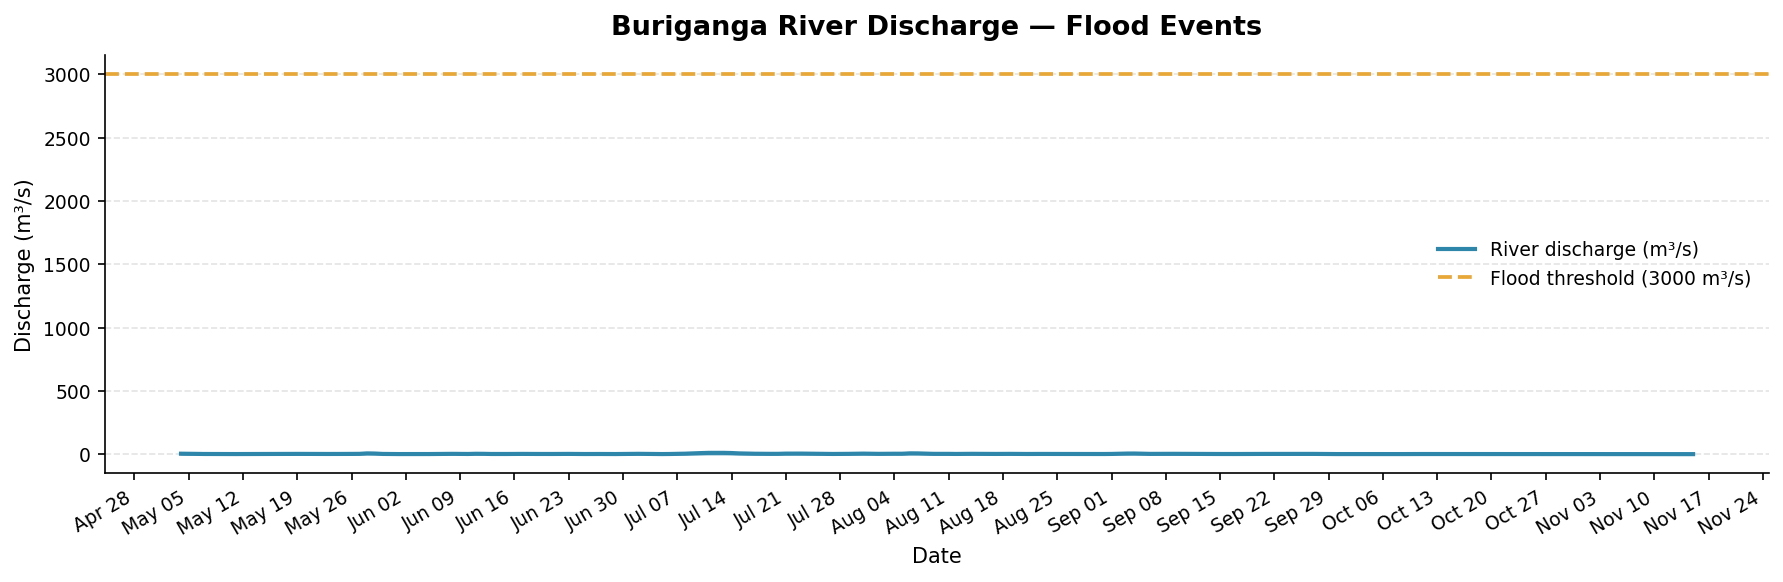 Buriganga River Discharge — Flood Events
Discharge (m³/s)
3000
2500
2000
1500
1000
500
0
River discharge (m³/s)
Flood threshold (3000 m³/s)
Apr 28
May 05
May 12
May 19
May 26
Jun 02
Jun 09
Jun 16
Jun 23
Jun 30
Jul 07
Jul 14
Jul 21
Jul 28
Aug 04
Aug 11
Aug 18
Aug 25
Sep 01
Sep 08
Sep 15
Sep 22
Sep 29
Oct 06
Oct 13
Oct 20
Oct 27
Nov 03
Nov 10
Nov 17
Nov 24
Date